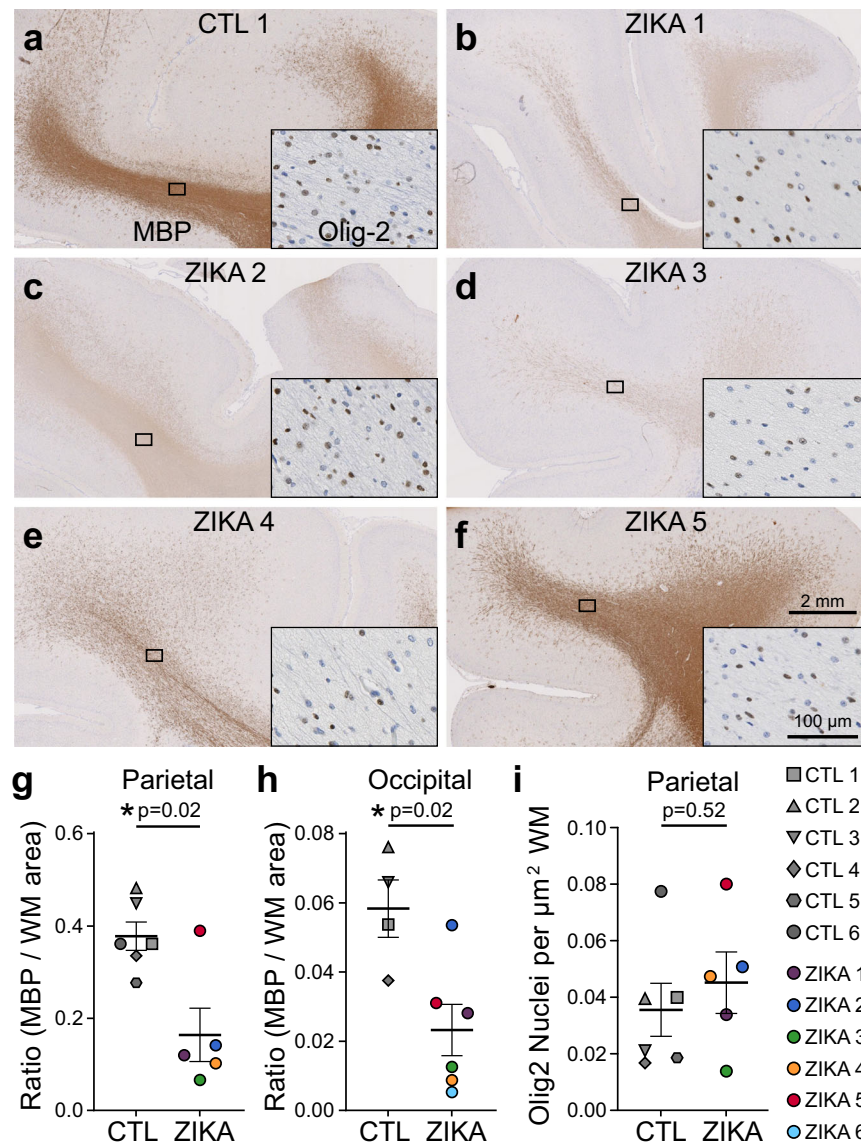 a
CTL 1
MBP
Olig-2
b
ZIKA 1
c
ZIKA 2
d
ZIKA 3
e
ZIKA 4
f
ZIKA 5
2 mm
100 µm
g
Parietal
* p=0.02
Ratio (MBP / WM area)
0.6
0.4
0.2
0.0
CTL ZIKA
h
Occipital
* p=0.02
Ratio (MBP / WM area)
0.08
0.06
0.04
0.02
0.00
CTL ZIKA
i
Parietal
p=0.52
Olig2 Nuclei per µm² WM
0.10
0.08
0.06
0.04
0.02
0.00
CTL ZIKA
CTL 1
CTL 2
CTL 3
CTL 4
CTL 5
CTL 6
ZIKA 1
ZIKA 2
ZIKA 3
ZIKA 4
ZIKA 5
ZIKA 6